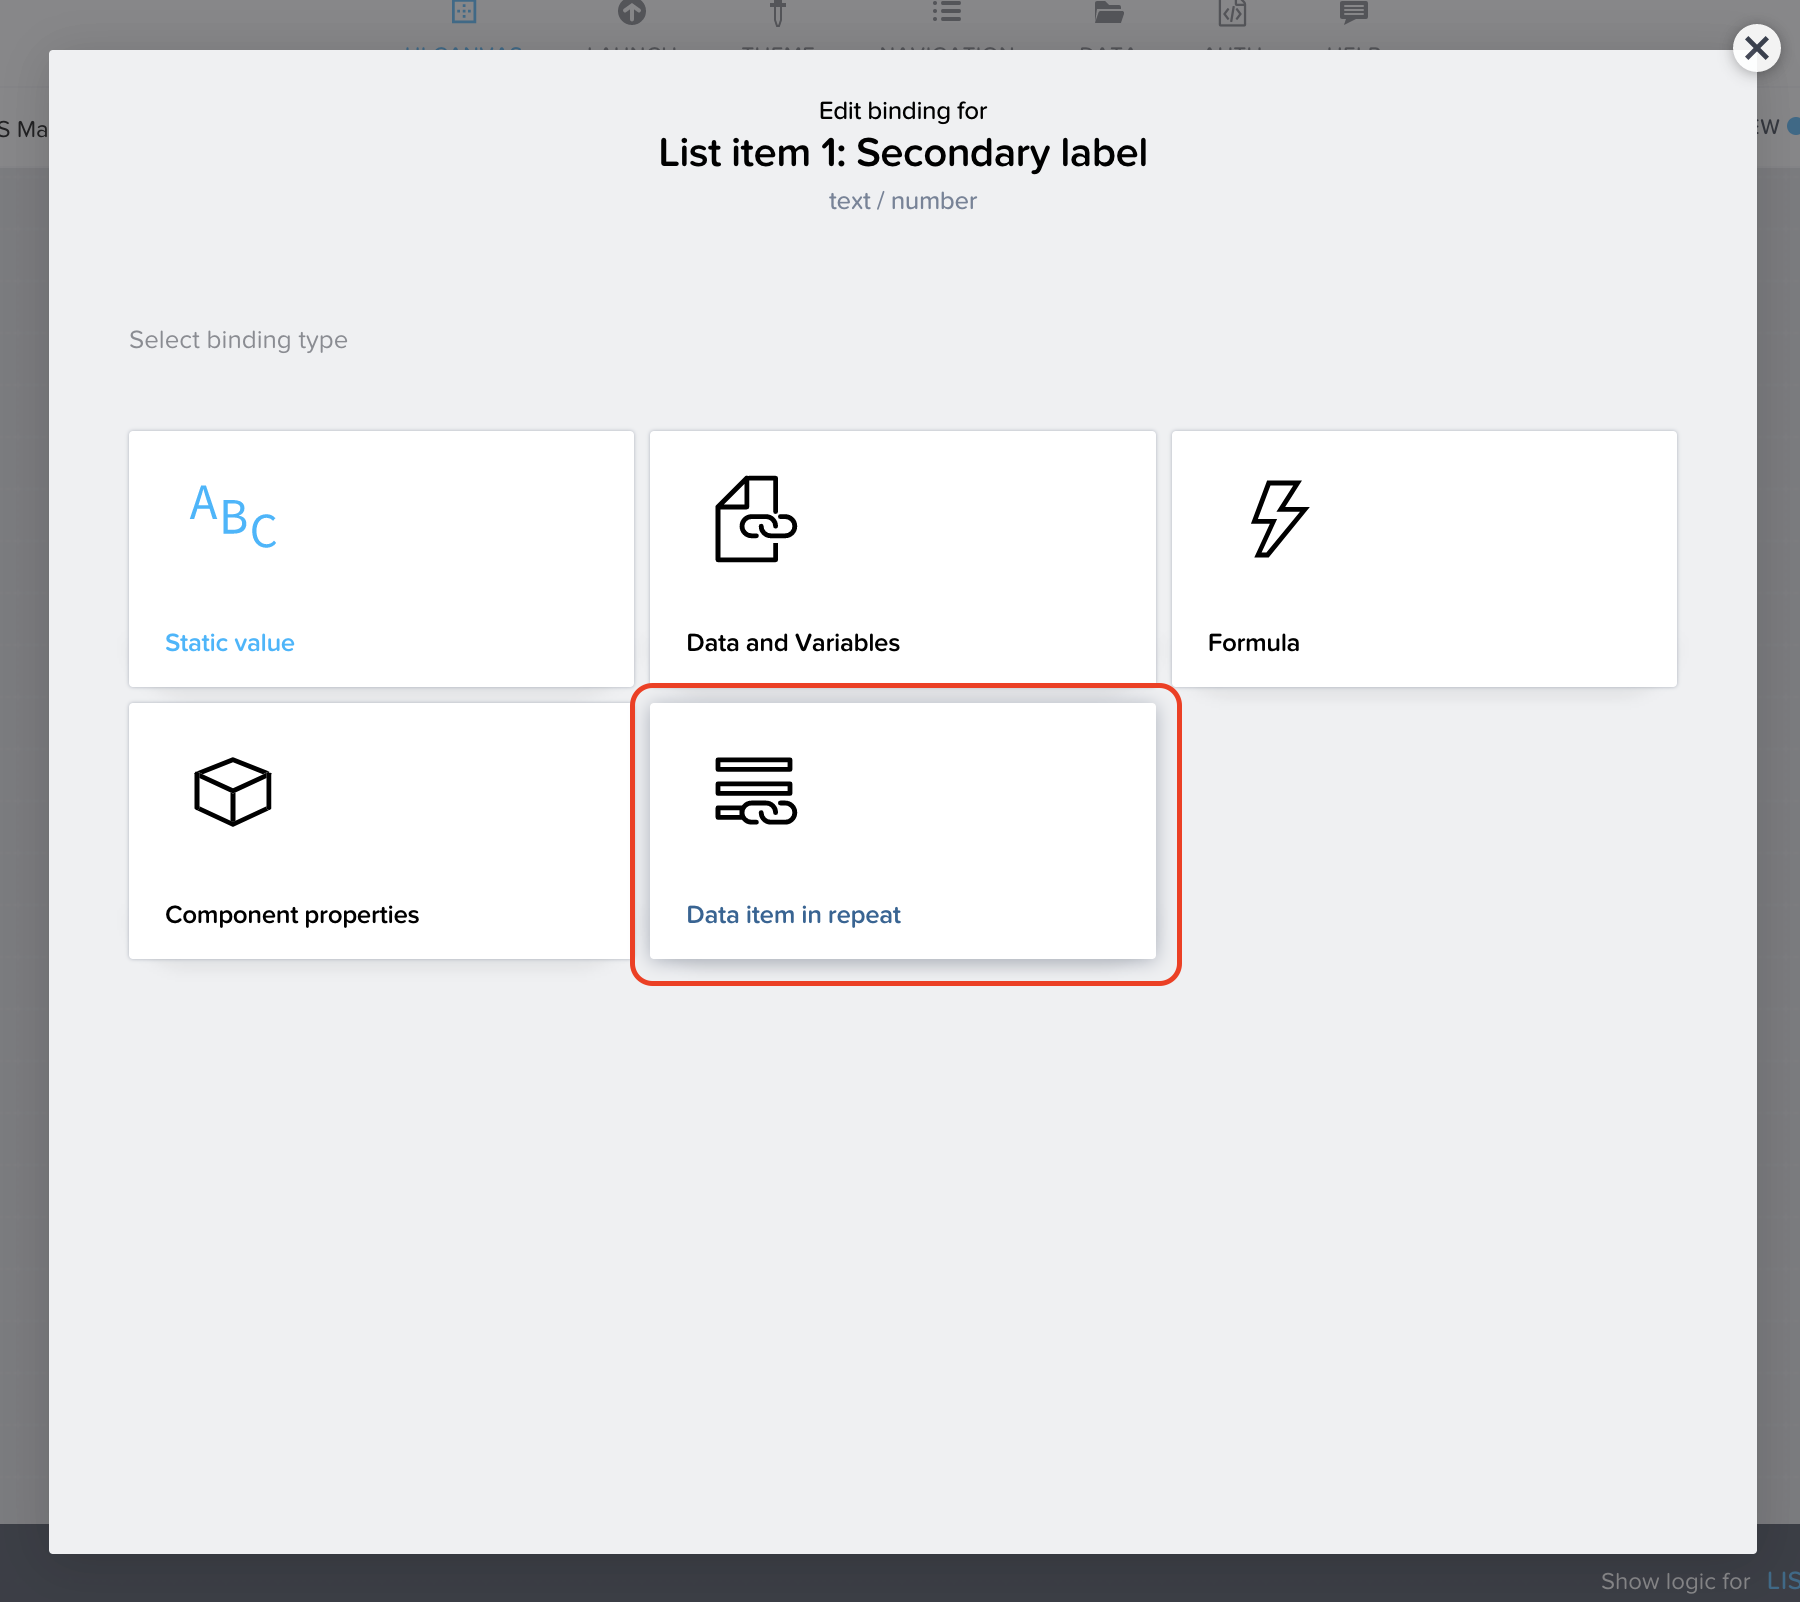 S Ma
EW
Edit binding for
List item 1: Secondary label
text / number
Select binding type
ABC
Static value
Data and Variables
Formula
Component properties
Data item in repeat
Show logic for LIS